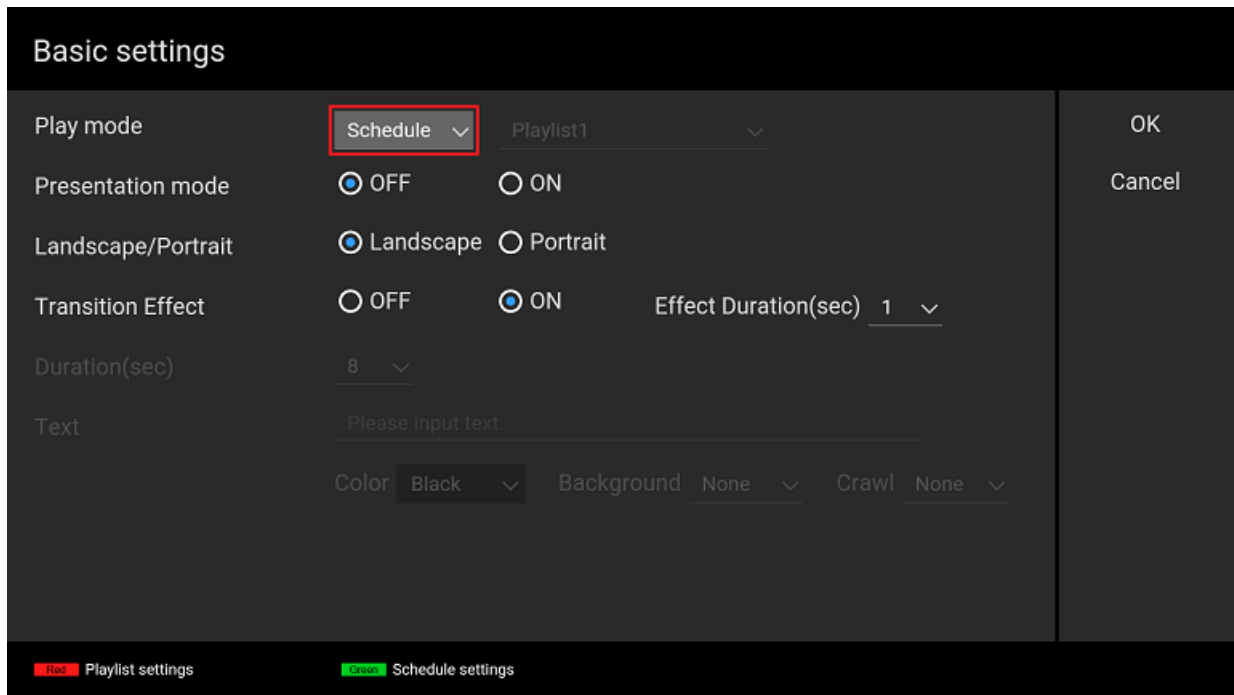 Basic settings
Play mode Schedule Playlist1 OK
Presentation mode OFF ON Cancel
Landscape/Portrait Landscape Portrait
Transition Effect OFF ON Effect Duration(sec) 1
Duration(sec) 8
Text Please input text.
Color Black Background None Crawl None
Red Playlist settings Green Schedule settings